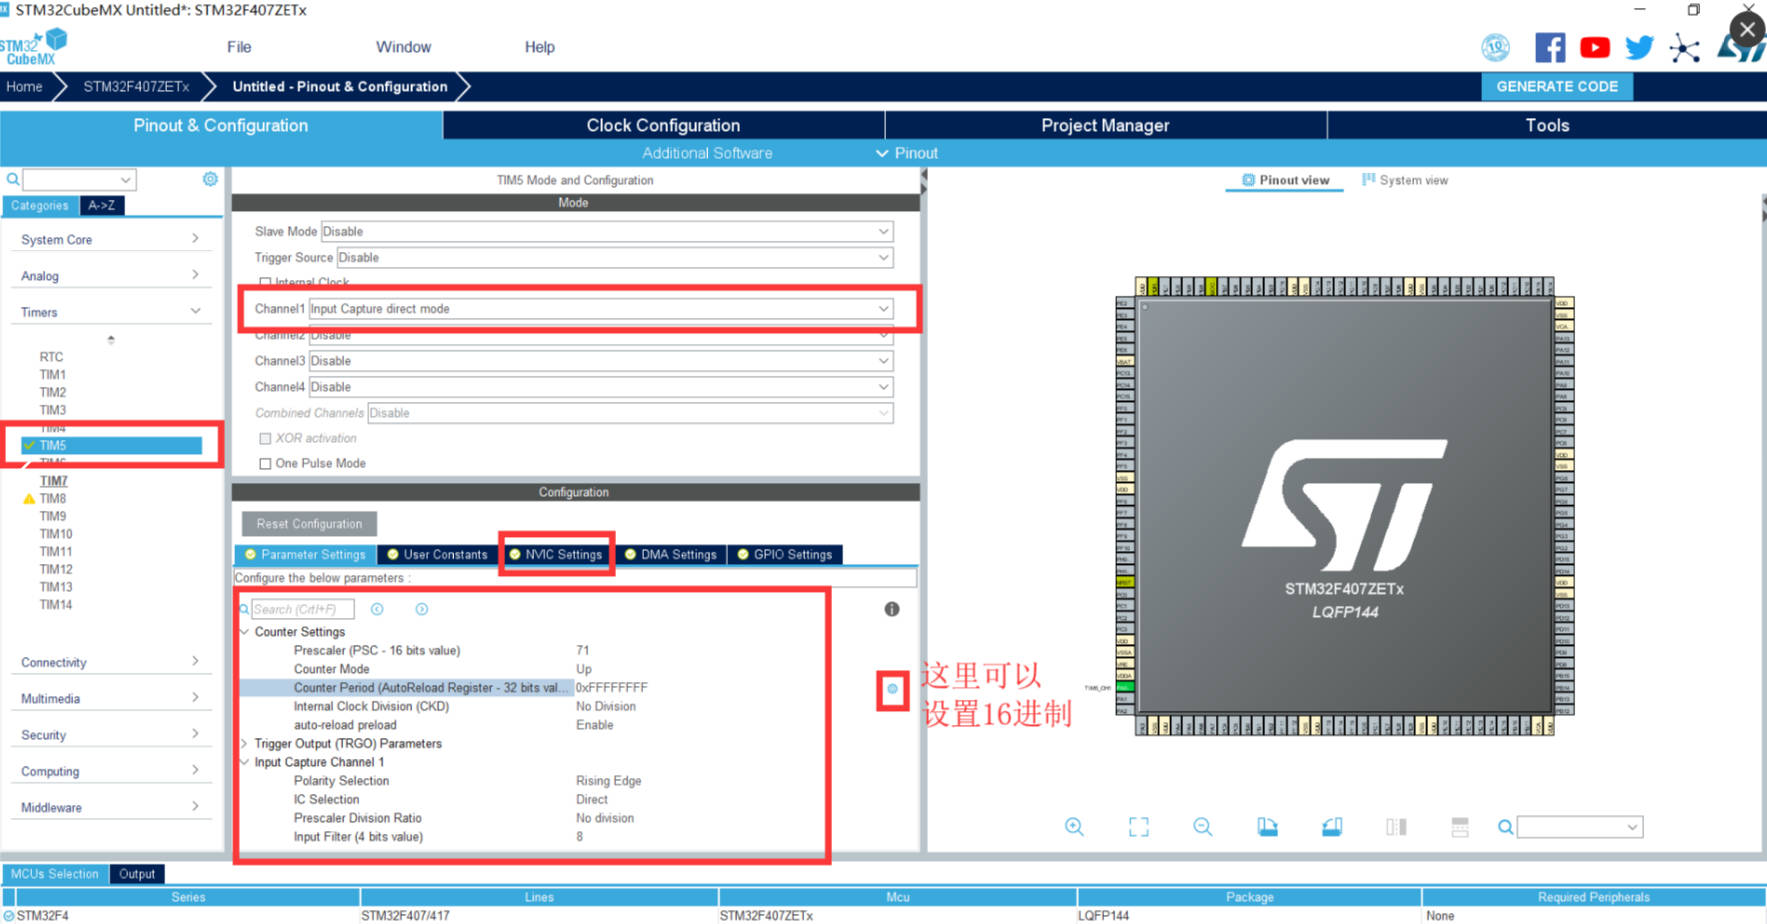 STM32CubeMX Untitled*: STM32F407ZETx
STM32
CubeMX
File
Window
Help
10
Home
STM32F407ZETx
Untitled - Pinout & Configuration
GENERATE CODE
Pinout & Configuration
Clock Configuration
Project Manager
Tools
Additional Software
Pinout
Categories
A->Z
System Core
Analog
Timers
RTC
TIM1
TIM2
TIM3
TIM4
TIM5
TIM6
TIM7
TIM8
TIM9
TIM10
TIM11
TIM12
TIM13
TIM14
Connectivity
Multimedia
Security
Computing
Middleware
TIM5 Mode and Configuration
Mode
Slave Mode Disable
Trigger Source Disable
Internal Clock
Channel1 Input Capture direct mode
Channel2 Disable
Channel3 Disable
Channel4 Disable
Combined Channels Disable
XOR activation
One Pulse Mode
Configuration
Reset Configuration
Parameter Settings
User Constants
NVIC Settings
DMA Settings
GPIO Settings
Configure the below parameters :
Search (Crtl+F)
Counter Settings
Prescaler (PSC - 16 bits value) 71
Counter Mode Up
Counter Period (AutoReload Register - 32 bits val... 0xFFFFFFFF
Internal Clock Division (CKD) No Division
auto-reload preload Enable
Trigger Output (TRGO) Parameters
Input Capture Channel 1
Polarity Selection Rising Edge
IC Selection Direct
Prescaler Division Ratio No division
Input Filter (4 bits value) 8
这里可以
设置16进制
Pinout view
System view
STM32F407ZETx
LQFP144
MCUs Selection
Output
Series
Lines
Mcu
Package
Required Peripherals
STM32F4
STM32F407/417
STM32F407ZETx
LQFP144
None